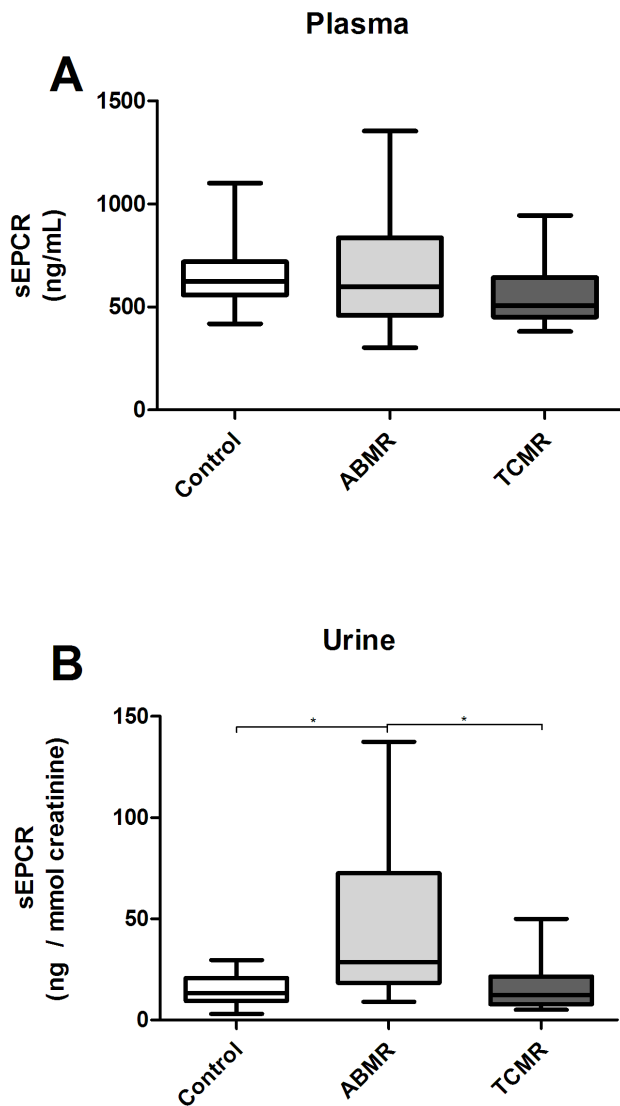 Plasma
A
1500
1000
500
0
sEPCR
(ng/mL)
Control
ABMR
TCMR
Urine
B
* *
150
100
50
0
sEPCR
(ng / mmol creatinine)
Control
ABMR
TCMR